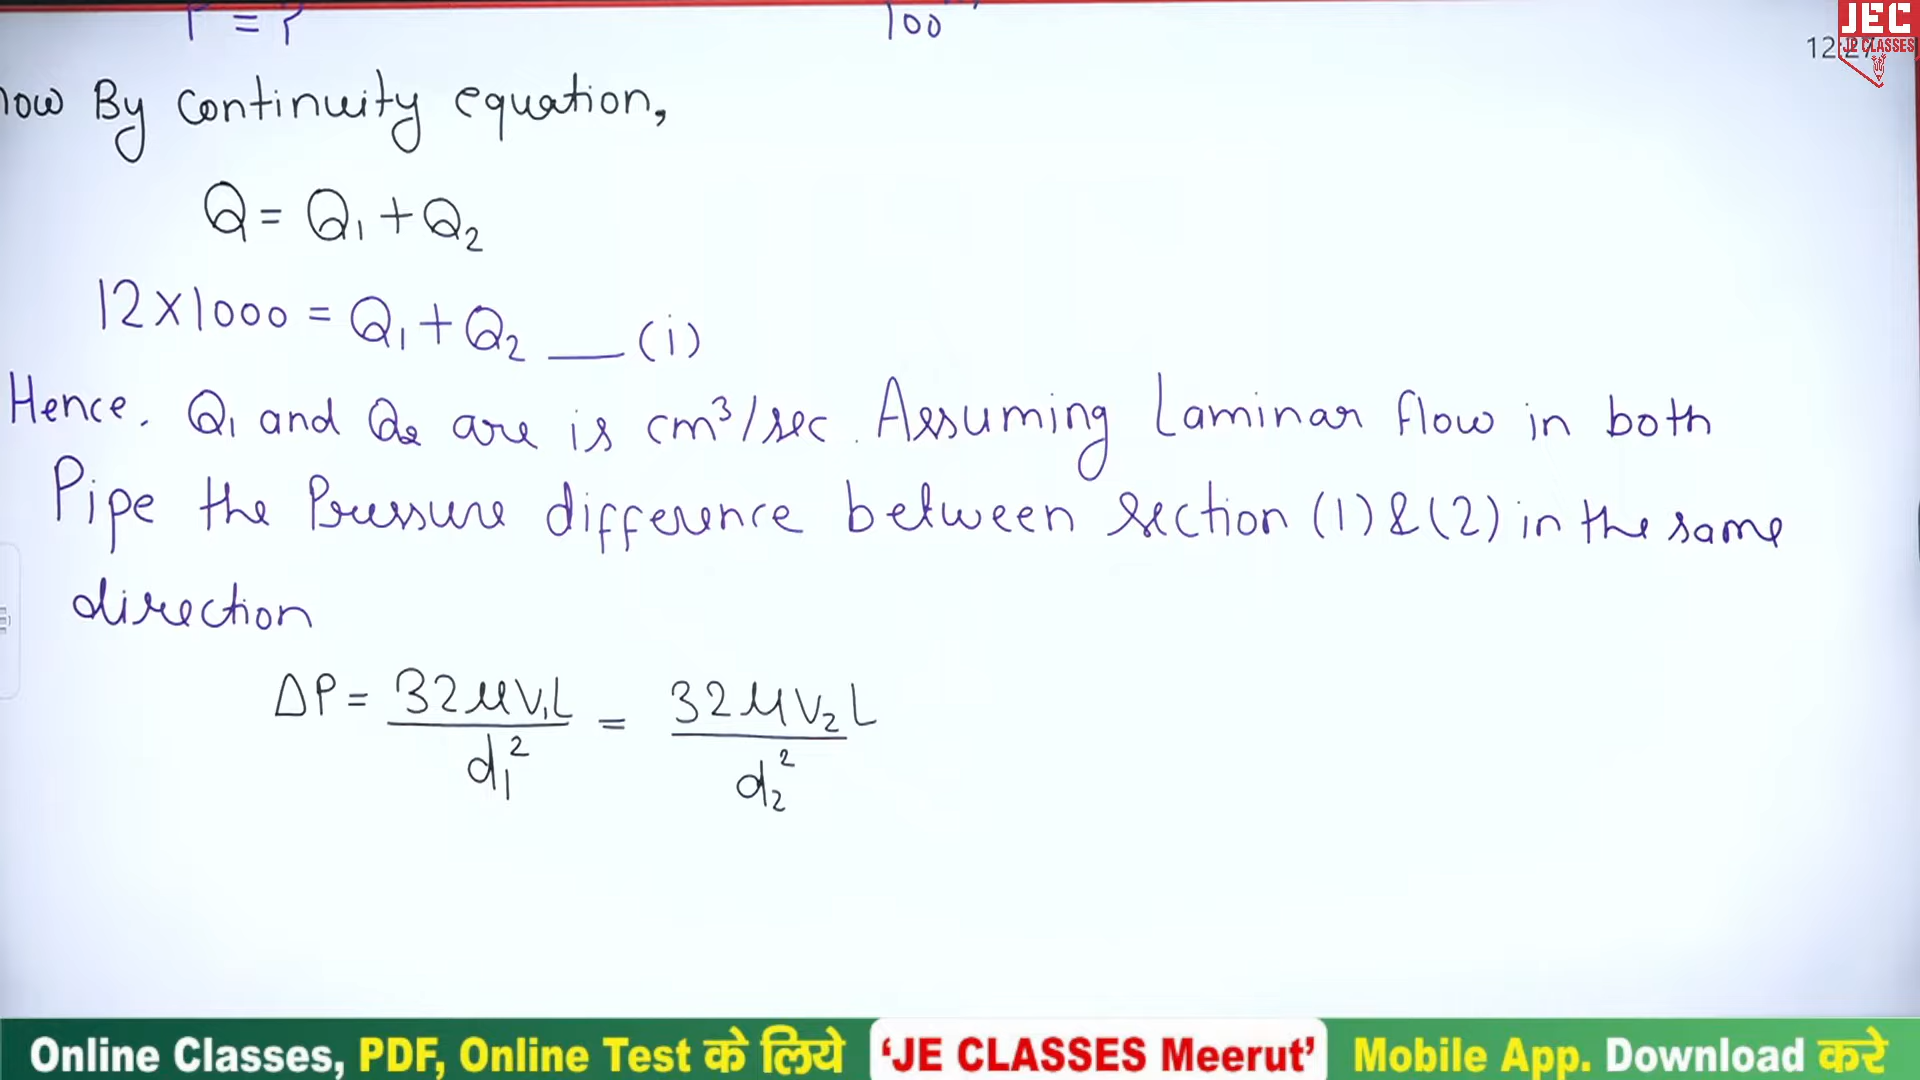 100
JEC
JE CLASSES
now By continuity equation,
Q = Q₁ + Q₂
12×1000 = Q₁ + Q₂ __ (i)
Hence. Q₁ and Q₂ are is cm³/sec. Assuming Laminar flow in both
Pipe the Pressure difference between section (1) & (2) in the same
direction
ΔP = 32μV₁L/d₁² = 32μV₂L/d₂²
Online Classes, PDF, Online Test के लिये 'JE CLASSES Meerut' Mobile App. Download करे